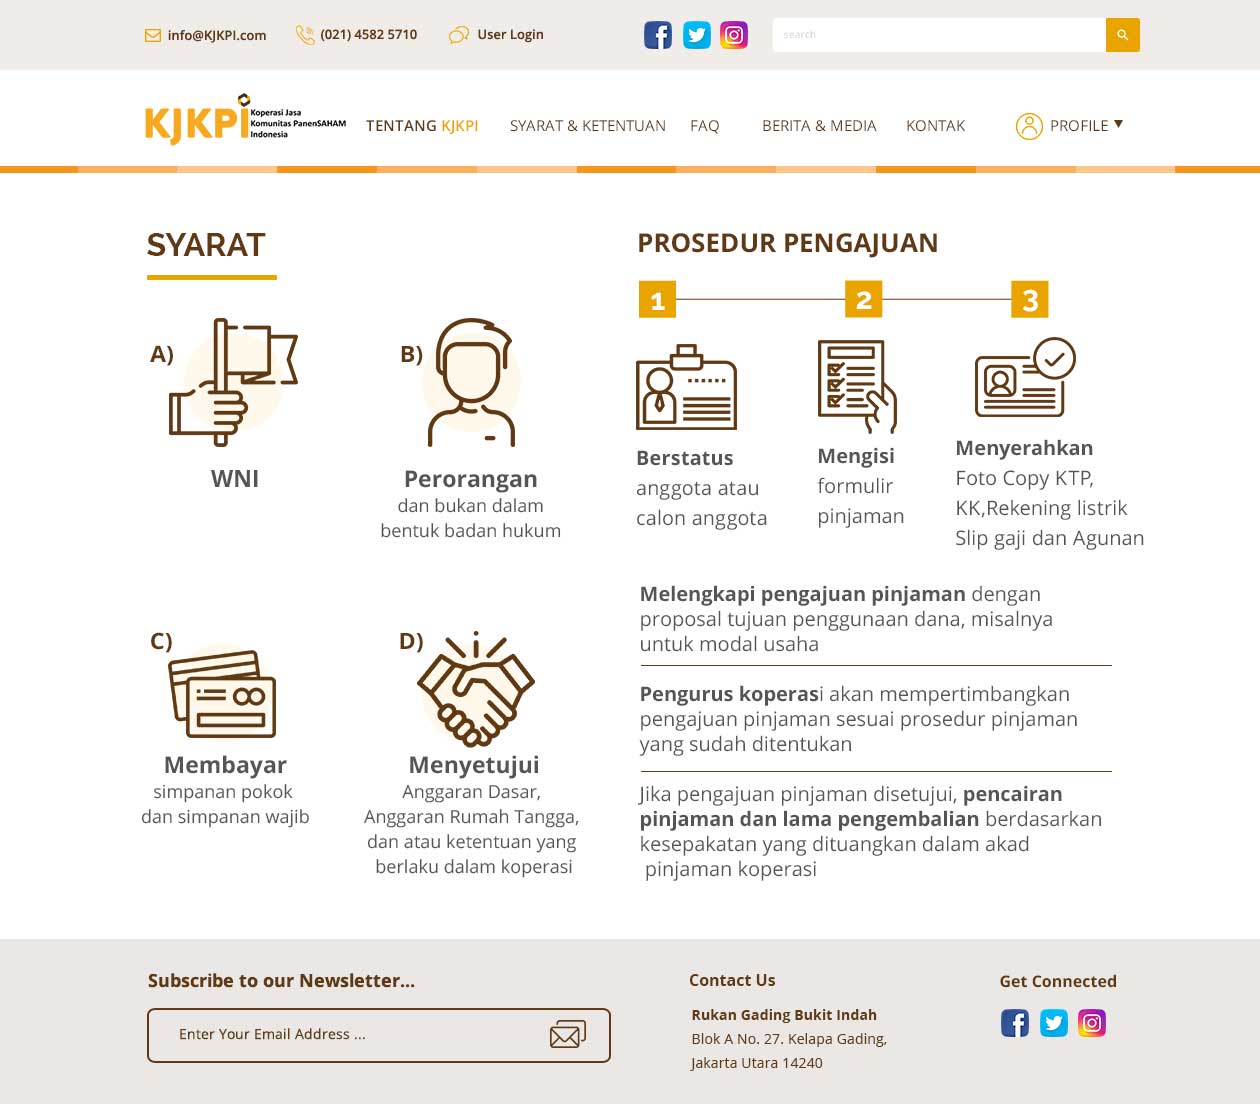 info@KJKPI.com
(021) 4582 5710
User Login
search
KJKPI
Koperasi Jasa
Komunitas PanenSAHAM
Indonesia
TENTANG KJKPI
SYARAT & KETENTUAN
FAQ
BERITA & MEDIA
KONTAK
PROFILE
SYARAT
A)
WNI
B)
Perorangan
dan bukan dalam
bentuk badan hukum
C)
Membayar
simpanan pokok
dan simpanan wajib
D)
Menyetujui
Anggaran Dasar,
Anggaran Rumah Tangga,
dan atau ketentuan yang
berlaku dalam koperasi
PROSEDUR PENGAJUAN
1
2
3
Berstatus
anggota atau
calon anggota
Mengisi
formulir
pinjaman
Menyerahkan
Foto Copy KTP,
KK,Rekening listrik
Slip gaji dan Agunan
Melengkapi pengajuan pinjaman dengan
proposal tujuan penggunaan dana, misalnya
untuk modal usaha
Pengurus koperasi akan mempertimbangkan
pengajuan pinjaman sesuai prosedur pinjaman
yang sudah ditentukan
Jika pengajuan pinjaman disetujui, pencairan
pinjaman dan lama pengembalian berdasarkan
kesepakatan yang dituangkan dalam akad
pinjaman koperasi
Subscribe to our Newsletter...
Enter Your Email Address ...
Contact Us
Rukan Gading Bukit Indah
Blok A No. 27. Kelapa Gading,
Jakarta Utara 14240
Get Connected